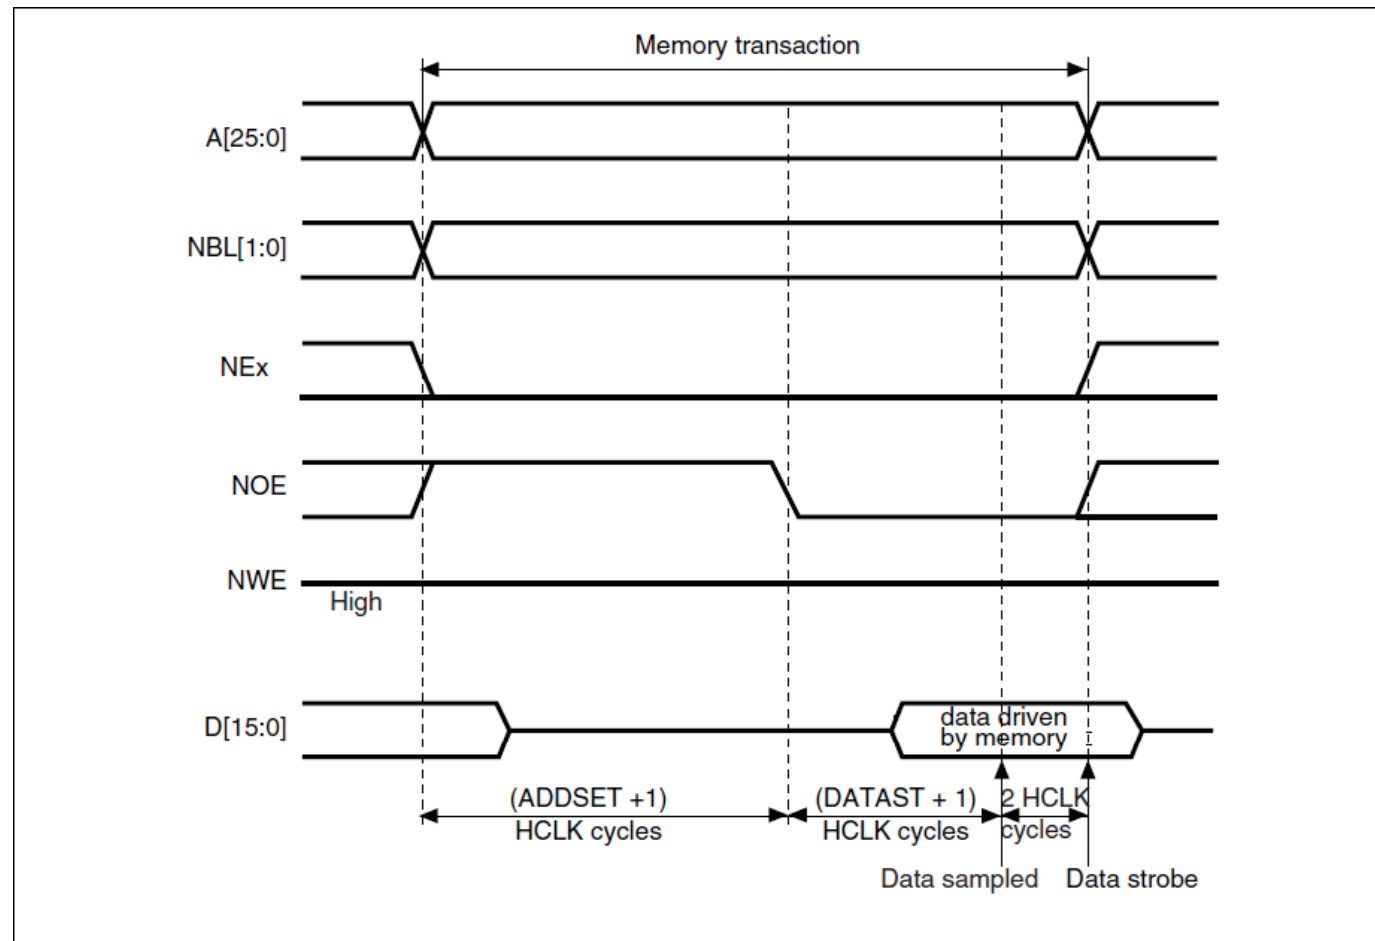 Memory transaction
A[25:0]
NBL[1:0]
NEx
NOE
NWE
High
D[15:0]
data driven
by memory
(ADDSET +1)
HCLK cycles
(DATAST + 1)
HCLK cycles
2 HCLK
cycles
Data sampled
Data strobe